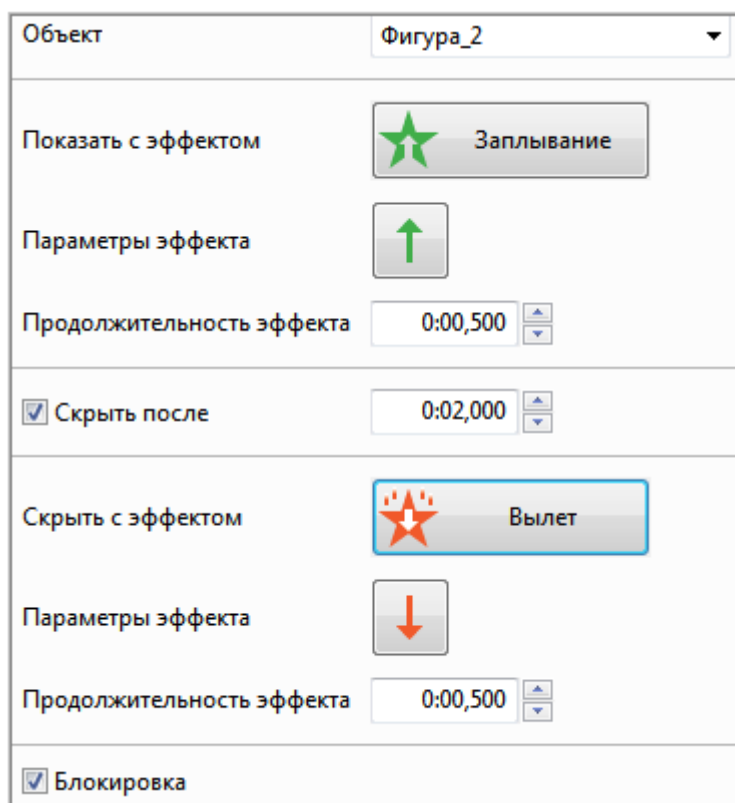 Объект Фигура_2
Показать с эффектом Заплывание
Параметры эффекта
Продолжительность эффекта 0:00,500
Скрыть после 0:02,000
Скрыть с эффектом Вылет
Параметры эффекта
Продолжительность эффекта 0:00,500
Блокировка